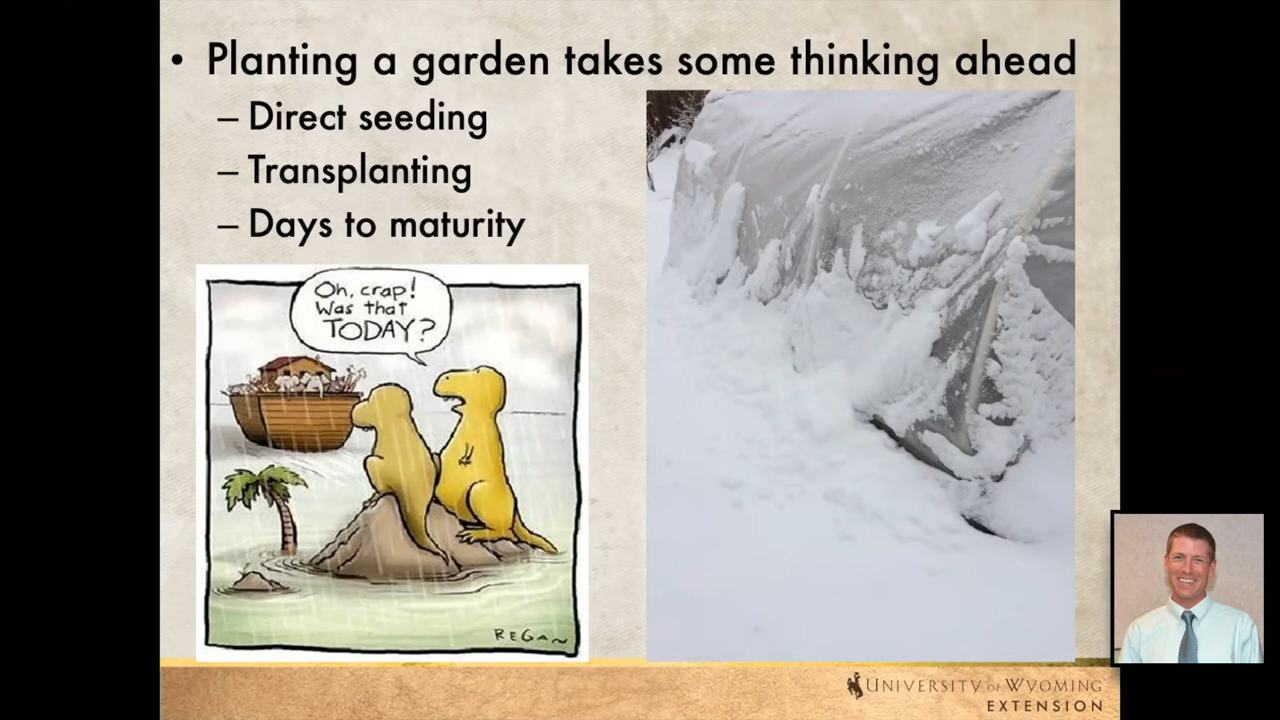 • Planting a garden takes some thinking ahead
– Direct seeding
– Transplanting
– Days to maturity
Oh, crap!
Was that
TODAY?
REGAN
UNIVERSITY OF WYOMING
EXTENSION